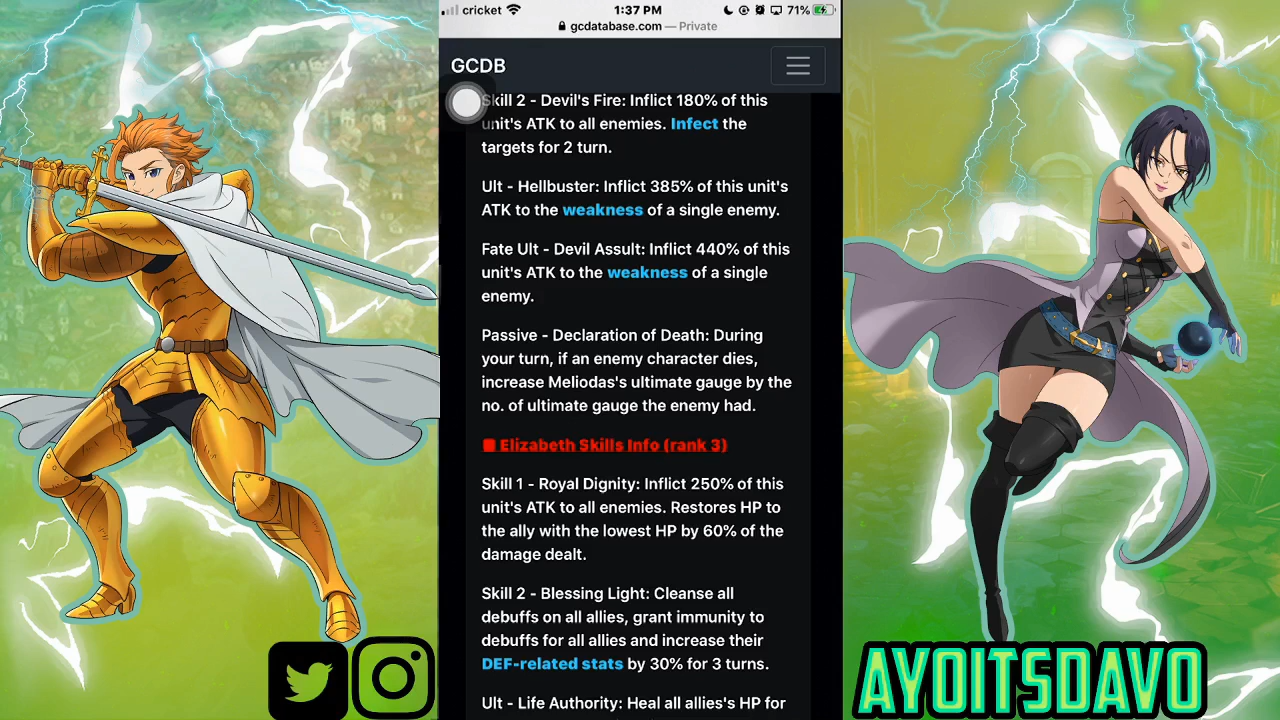 cricket 1:37 PM 71%
gcdatabase.com — Private
GCDB
Skill 2 - Devil's Fire: Inflict 180% of this
unit's ATK to all enemies. Infect the
targets for 2 turn.
Ult - Hellbuster: Inflict 385% of this unit's
ATK to the weakness of a single enemy.
Fate Ult - Devil Assult: Inflict 440% of this
unit's ATK to the weakness of a single
enemy.
Passive - Declaration of Death: During
your turn, if an enemy character dies,
increase Meliodas's ultimate gauge by the
no. of ultimate gauge the enemy had.
Elizabeth Skills Info (rank 3)
Skill 1 - Royal Dignity: Inflict 250% of this
unit's ATK to all enemies. Restores HP to
the ally with the lowest HP by 60% of the
damage dealt.
Skill 2 - Blessing Light: Cleanse all
debuffs on all allies, grant immunity to
debuffs for all allies and increase their
DEF-related stats by 30% for 3 turns.
Ult - Life Authority: Heal all allies's HP for
AYOITSDAVO